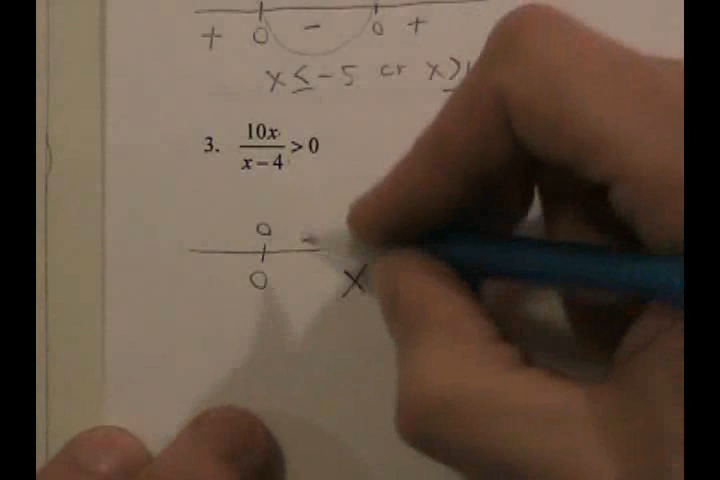 + 0 - 0 +
x ≤ -5 or x ≥
3. 10x / x - 4 > 0
0
0 X